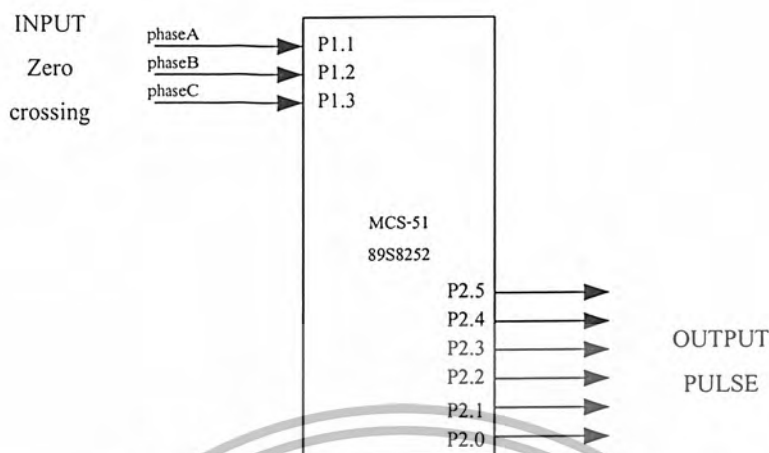 INPUT
Zero
crossing
phaseA
phaseB
phaseC
P1.1
P1.2
P1.3
MCS-51
89S8252
P2.5
P2.4
P2.3
P2.2
P2.1
P2.0
OUTPUT
PULSE